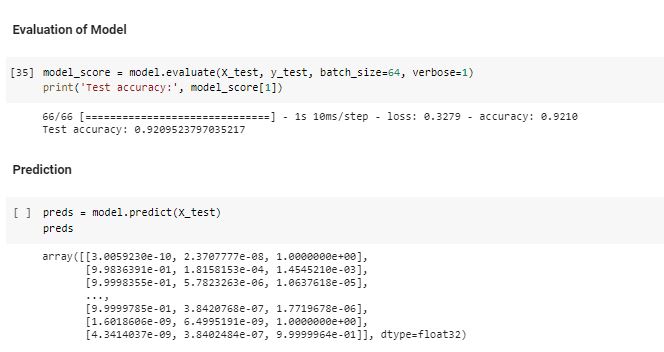 Evaluation of Model
[35] model_score = model.evaluate(X_test, y_test, batch_size=64, verbose=1)
print('Test accuracy:', model_score[1])
66/66 [==============================] - 1s 10ms/step - loss: 0.3279 - accuracy: 0.9210
Test accuracy: 0.9209523797035217
Prediction
[ ] preds = model.predict(X_test)
preds
array([[3.0059230e-10, 2.3707777e-08, 1.0000000e+00],
[9.9836391e-01, 1.8158153e-04, 1.4545210e-03],
[9.9998355e-01, 5.7823263e-06, 1.0637618e-05],
...,
[9.9999785e-01, 3.8420768e-07, 1.7719678e-06],
[1.6018606e-09, 6.4995191e-09, 1.0000000e+00],
[4.3414037e-09, 3.8402484e-07, 9.9999964e-01]], dtype=float32)